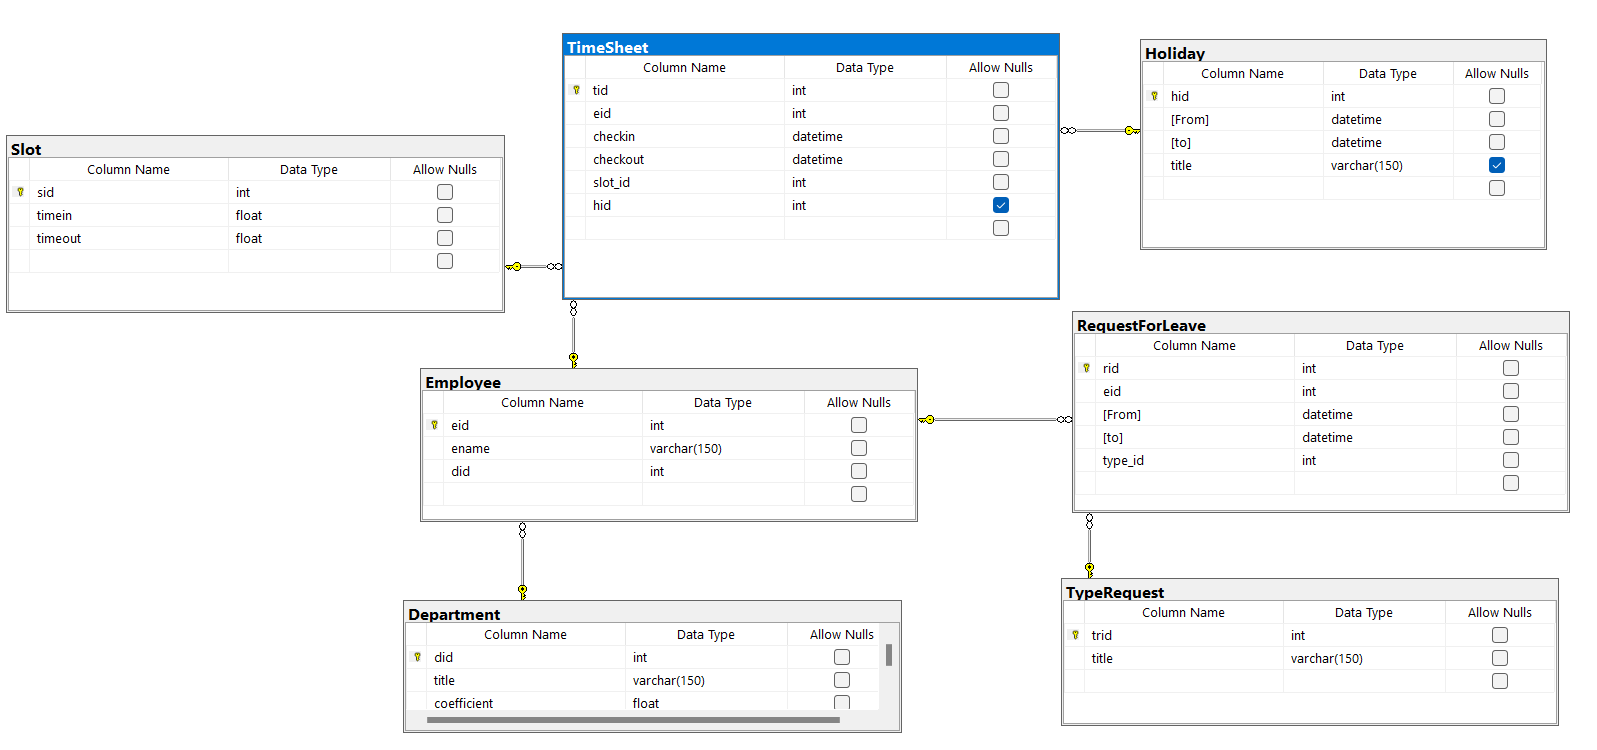 TimeSheet
Column Name Data Type Allow Nulls
tid int
eid int
checkin datetime
checkout datetime
slot_id int
hid int
Holiday
Column Name Data Type Allow Nulls
hid int
[From] datetime
[to] datetime
title varchar(150)
Slot
Column Name Data Type Allow Nulls
sid int
timein float
timeout float
RequestForLeave
Column Name Data Type Allow Nulls
rid int
eid int
[From] datetime
[to] datetime
type_id int
Employee
Column Name Data Type Allow Nulls
eid int
ename varchar(150)
did int
TypeRequest
Column Name Data Type Allow Nulls
trid int
title varchar(150)
Department
Column Name Data Type Allow Nulls
did int
title varchar(150)
coefficient float